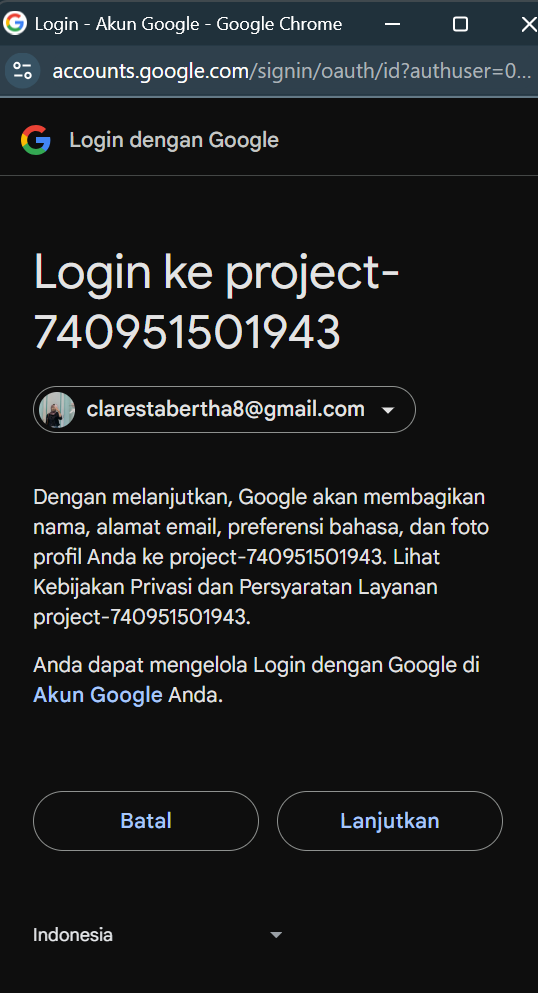 Login - Akun Google - Google Chrome
accounts.google.com/signin/oauth/id?authuser=0...
Login dengan Google
Login ke project-
740951501943
clarestabertha8@gmail.com
Dengan melanjutkan, Google akan membagikan
nama, alamat email, preferensi bahasa, dan foto
profil Anda ke project-740951501943. Lihat
Kebijakan Privasi dan Persyaratan Layanan
project-740951501943.
Anda dapat mengelola Login dengan Google di
Akun Google Anda.
Batal
Lanjutkan
Indonesia